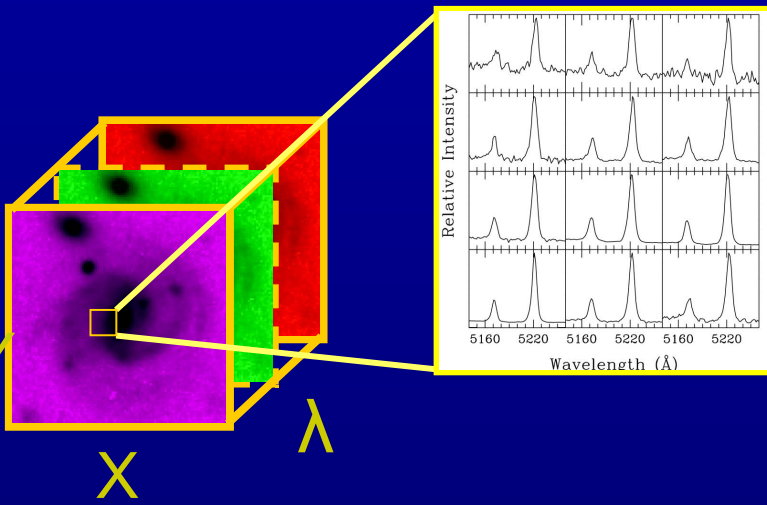 Relative Intensity
5160 5220 5160 5220 5160 5220
Wavelength (Å)
λ
X